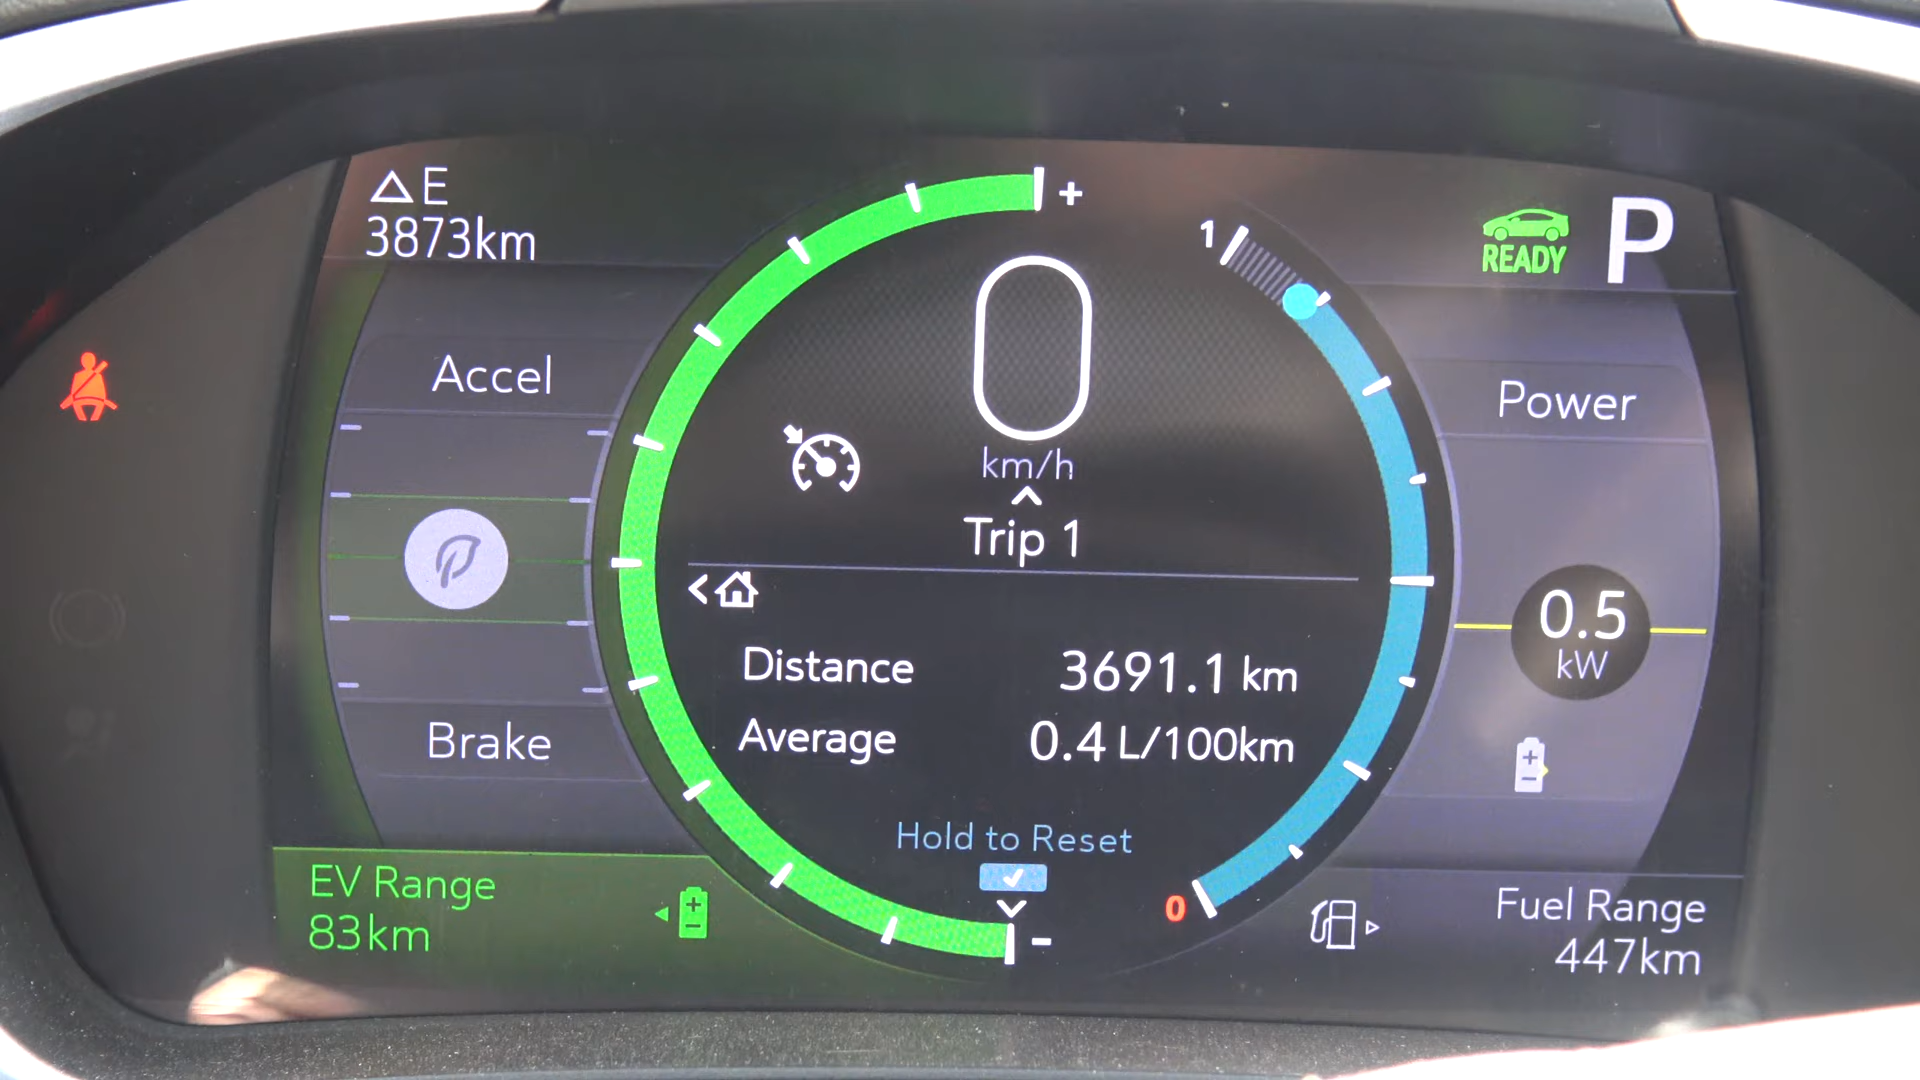 E
3873km
+
1
READY
P
0
km/h
Accel
Power
Trip 1
Distance 3691.1 km
Average 0.4 L/100km
0.5
kW
Brake
Hold to Reset
EV Range
83km
0
-
Fuel Range
447km